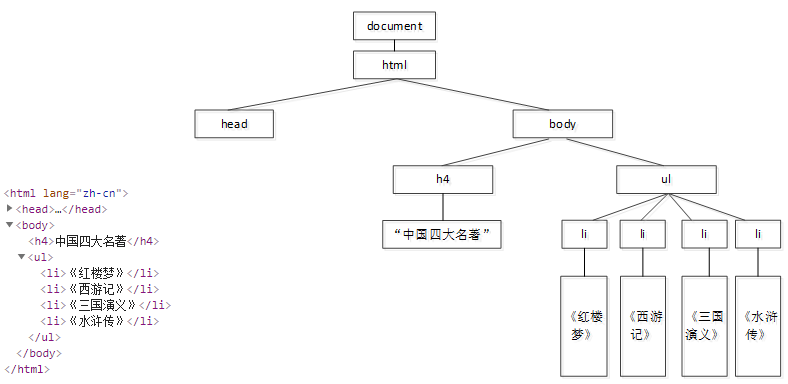 document
html
head
body
h4
ul
“中国四大名著”
li
li
li
li
《红楼
梦》
《西游
记》
《三国
演义》
《水浒
传》
<html lang="zh-cn">
<head>…</head>
<body>
<h4>中国四大名著</h4>
<ul>
<li>《红楼梦》</li>
<li>《西游记》</li>
<li>《三国演义》</li>
<li>《水浒传》</li>
</ul>
</body>
</html>